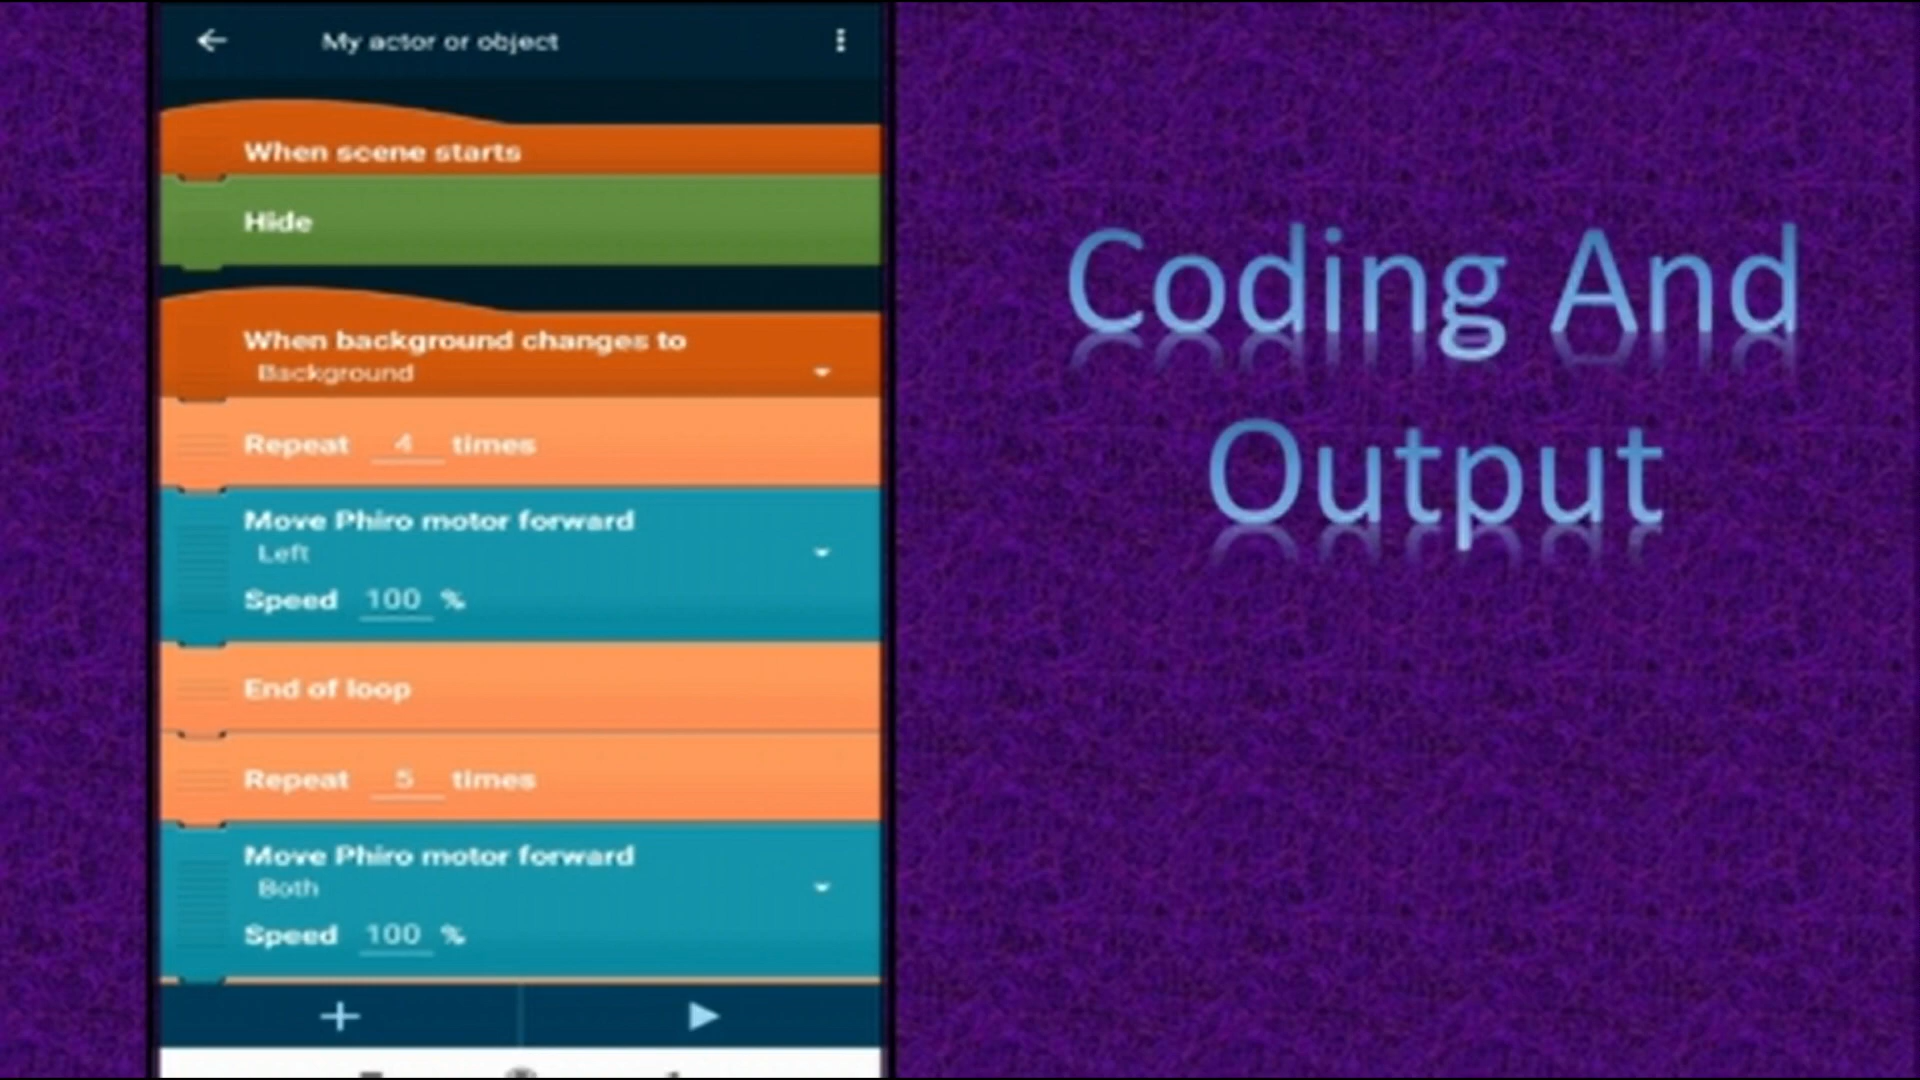 My actor or object
When scene starts
Hide
When background changes to
Background
Repeat 4 times
Move Phiro motor forward
Left
Speed 100 %
End of loop
Repeat 5 times
Move Phiro motor forward
Both
Speed 100 %
Coding And
Output